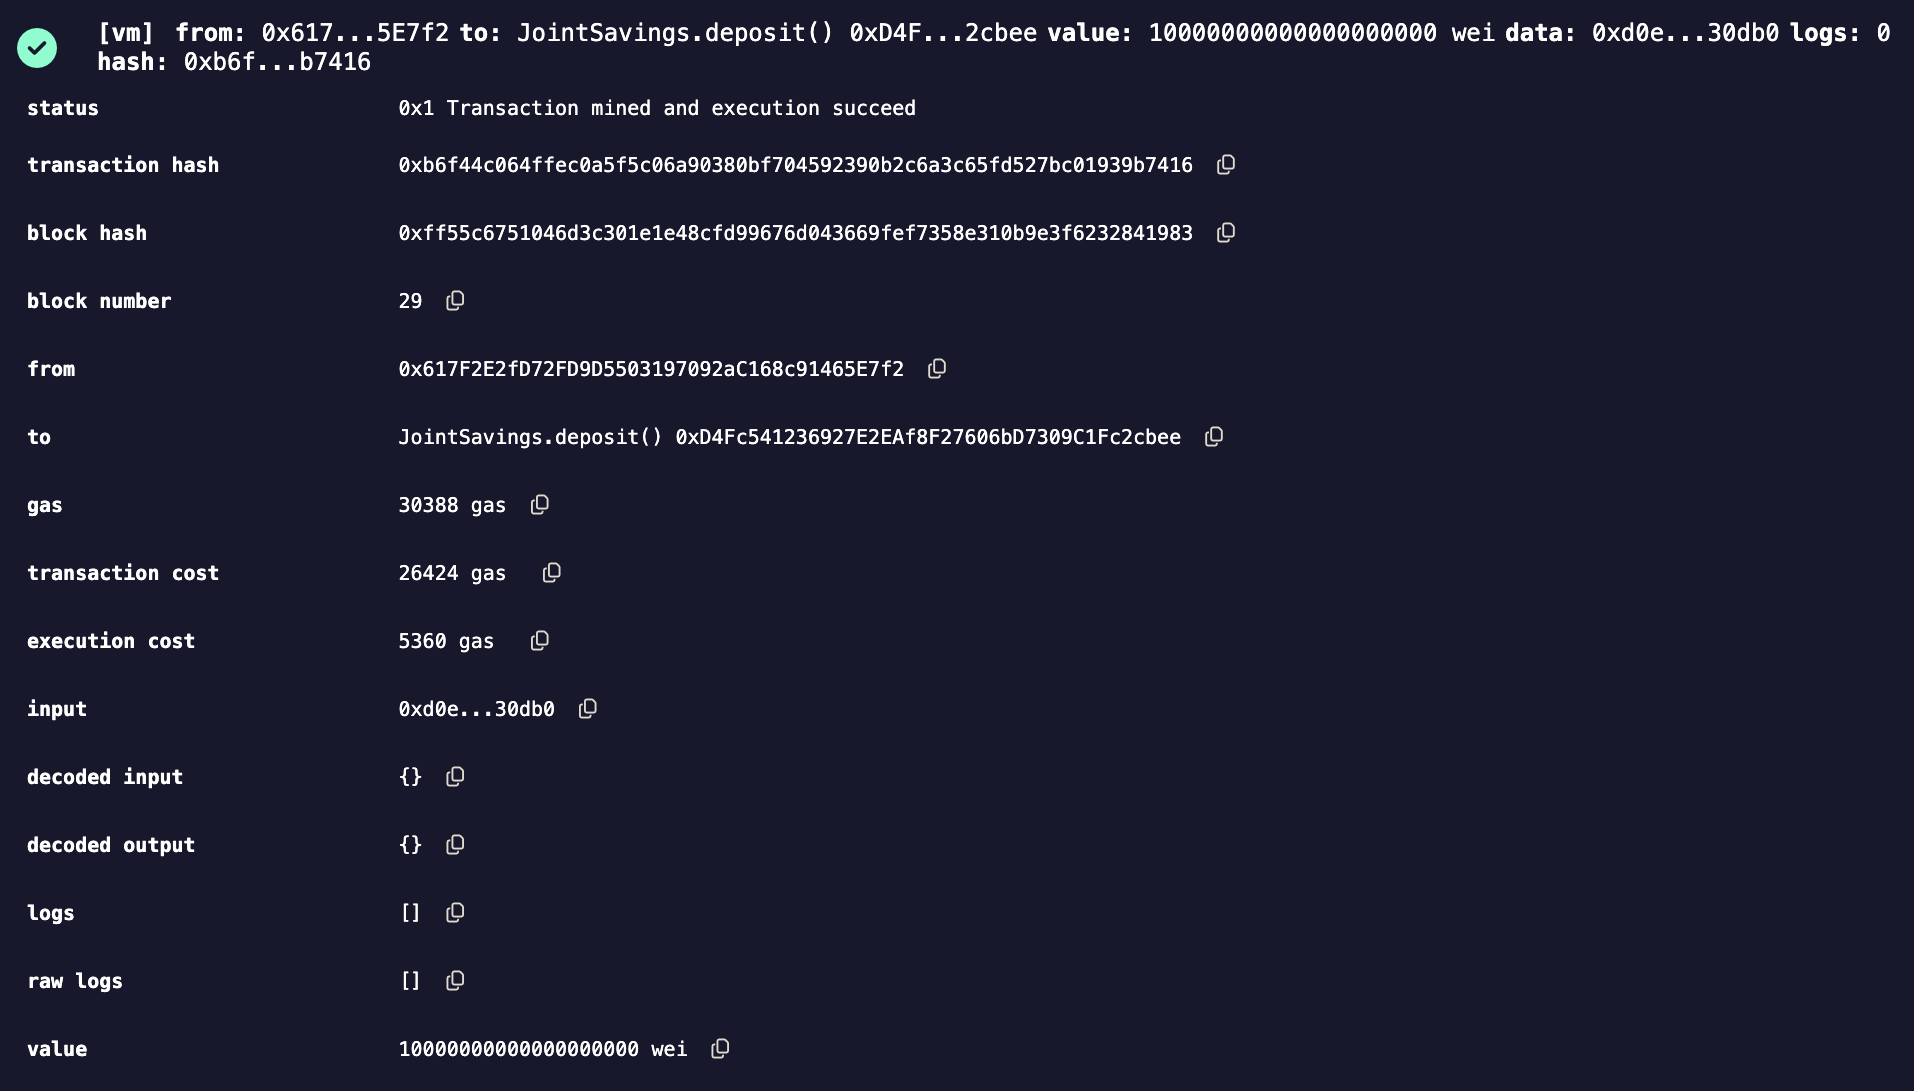 [vm] from: 0x617...5E7f2 to: JointSavings.deposit() 0xD4F...2cbee value: 10000000000000000000 wei data: 0xd0e...30db0 logs: 0
hash: 0xb6f...b7416
status 0x1 Transaction mined and execution succeed
transaction hash 0xb6f44c064ffec0a5f5c06a90380bf704592390b2c6a3c65fd527bc01939b7416
block hash 0xff55c6751046d3c301e1e48cfd99676d043669fef7358e310b9e3f6232841983
block number 29
from 0x617F2E2fD72FD9D5503197092aC168c91465E7f2
to JointSavings.deposit() 0xD4Fc541236927E2EAf8F27606bD7309C1Fc2cbee
gas 30388 gas
transaction cost 26424 gas
execution cost 5360 gas
input 0xd0e...30db0
decoded input {}
decoded output {}
logs []
raw logs []
value 10000000000000000000 wei